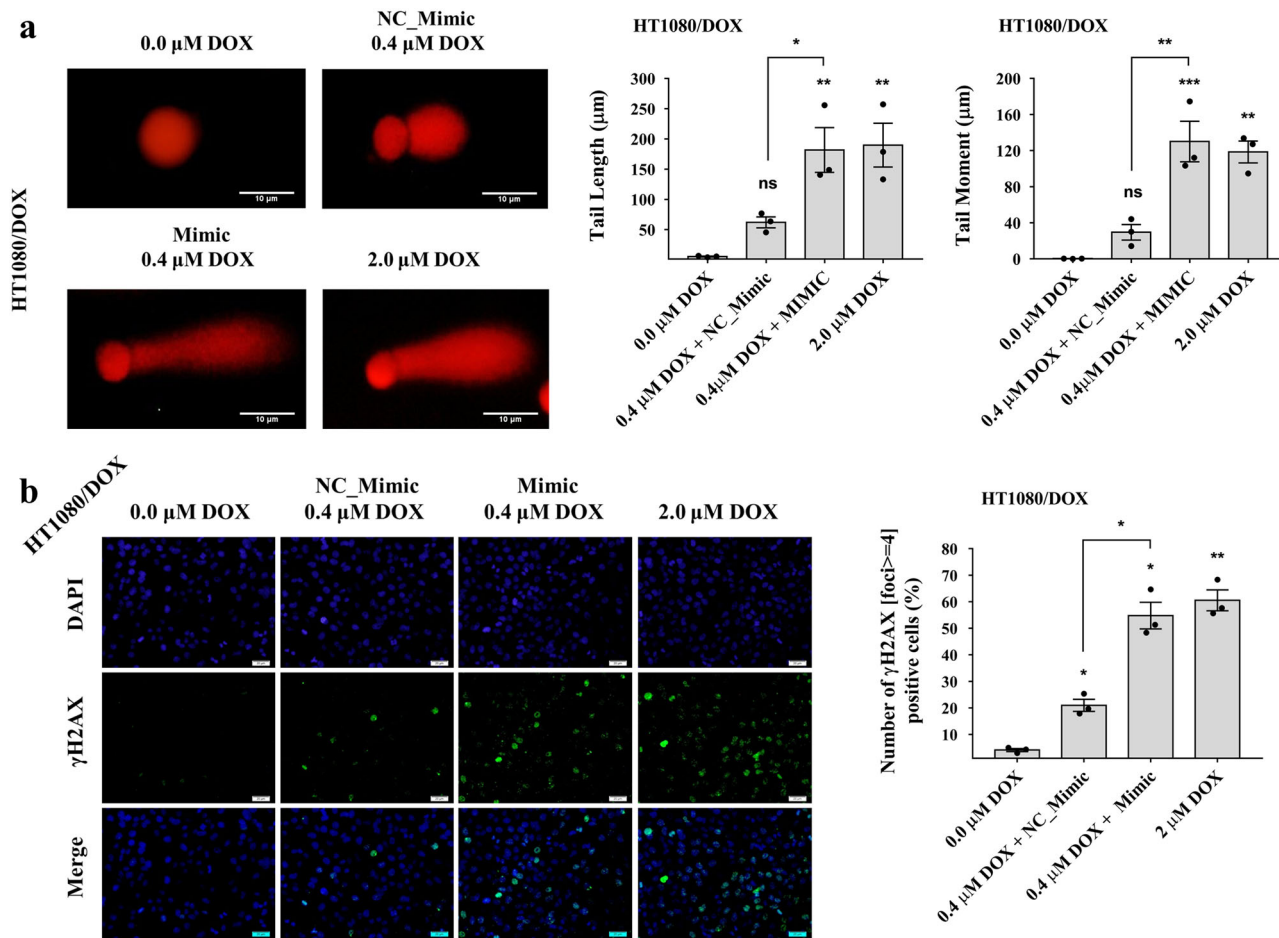 a
HT1080/DOX
0.0 µM DOX
NC_Mimic
0.4 µM DOX
10 µm
10 µm
Mimic
0.4 µM DOX
2.0 µM DOX
10 µm
10 µm
HT1080/DOX
Tail Length (µm)
300
250
200
150
100
50
ns
**
**
*
0.0 µM DOX
0.4 µM DOX + NC_Mimic
0.4µM DOX + MIMIC
2.0 µM DOX
HT1080/DOX
Tail Moment (µm)
200
160
120
80
40
0
ns
***
**
**
0.0 µM DOX
0.4 µM DOX + NC_Mimic
0.4µM DOX + MIMIC
2.0 µM DOX
b
HT1080/DOX
0.0 µM DOX
NC_Mimic
0.4 µM DOX
Mimic
0.4 µM DOX
2.0 µM DOX
DAPI
γH2AX
Merge
HT1080/DOX
Number of γH2AX [foci>=4]
positive cells (%)
80
70
60
50
40
30
20
10
*
*
*
**
0.0 µM DOX
0.4 µM DOX + NC_Mimic
0.4 µM DOX + Mimic
2 µM DOX